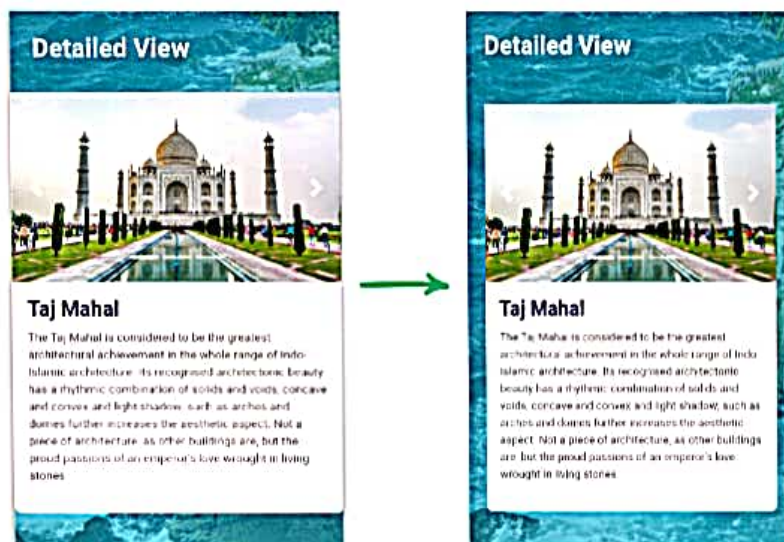 Detailed View
Taj Mahal
The Taj Mahal is considered to be the greatest
architectural achievement in the whole range of Indo-
Islamic architecture. Its recognised architectonic beauty
has a rhythmic combination of solids and voids, concave
and convex and light shadow, such as arches and
domes further increases the aesthetic aspect. Not a
piece of architecture, as other buildings are, but the
proud passions of an emperor's love wrought in living
stones
Detailed View
Taj Mahal
The Taj Mahal is considered to be the greatest
architectural achievement in the whole range of Indo
Islamic architecture. Its recognised architectonic
beauty has a rhythmic combination of solids and
voids, concave and convex and light shadow, such as
arches and domes further increases the aesthetic
aspect. Not a piece of architecture, as other buildings
are, but the proud passions of an emperor's love
wrought in living stones